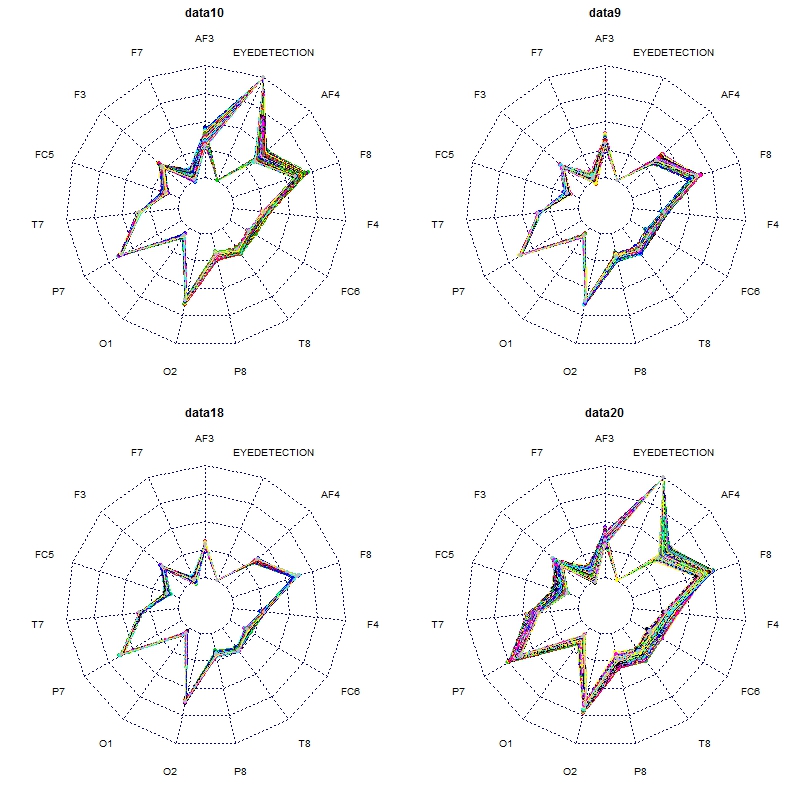 data10
AF3
F7
EYEDETECTION
F3
AF4
FC5
F8
T7
F4
P7
FC6
O1
T8
O2
P8
data9
AF3
F7
EYEDETECTION
F3
AF4
FC5
F8
T7
F4
P7
FC6
O1
T8
O2
P8
data18
AF3
F7
EYEDETECTION
F3
AF4
FC5
F8
T7
F4
P7
FC6
O1
T8
O2
P8
data20
AF3
F7
EYEDETECTION
F3
AF4
FC5
F8
T7
F4
P7
FC6
O1
T8
O2
P8